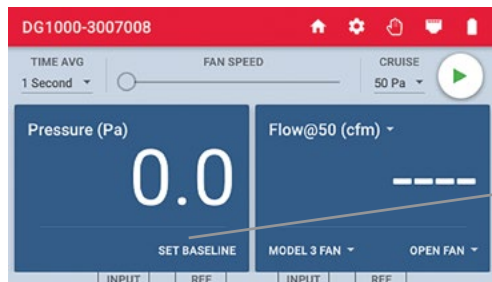 DG1000-3007008
TIME AVG
FAN SPEED
CRUISE
1 Second
50 Pa
Pressure (Pa)
Flow@50 (cfm)
0.0
----
SET BASELINE
MODEL 3 FAN
OPEN FAN
INPUT
REF
INPUT
REF